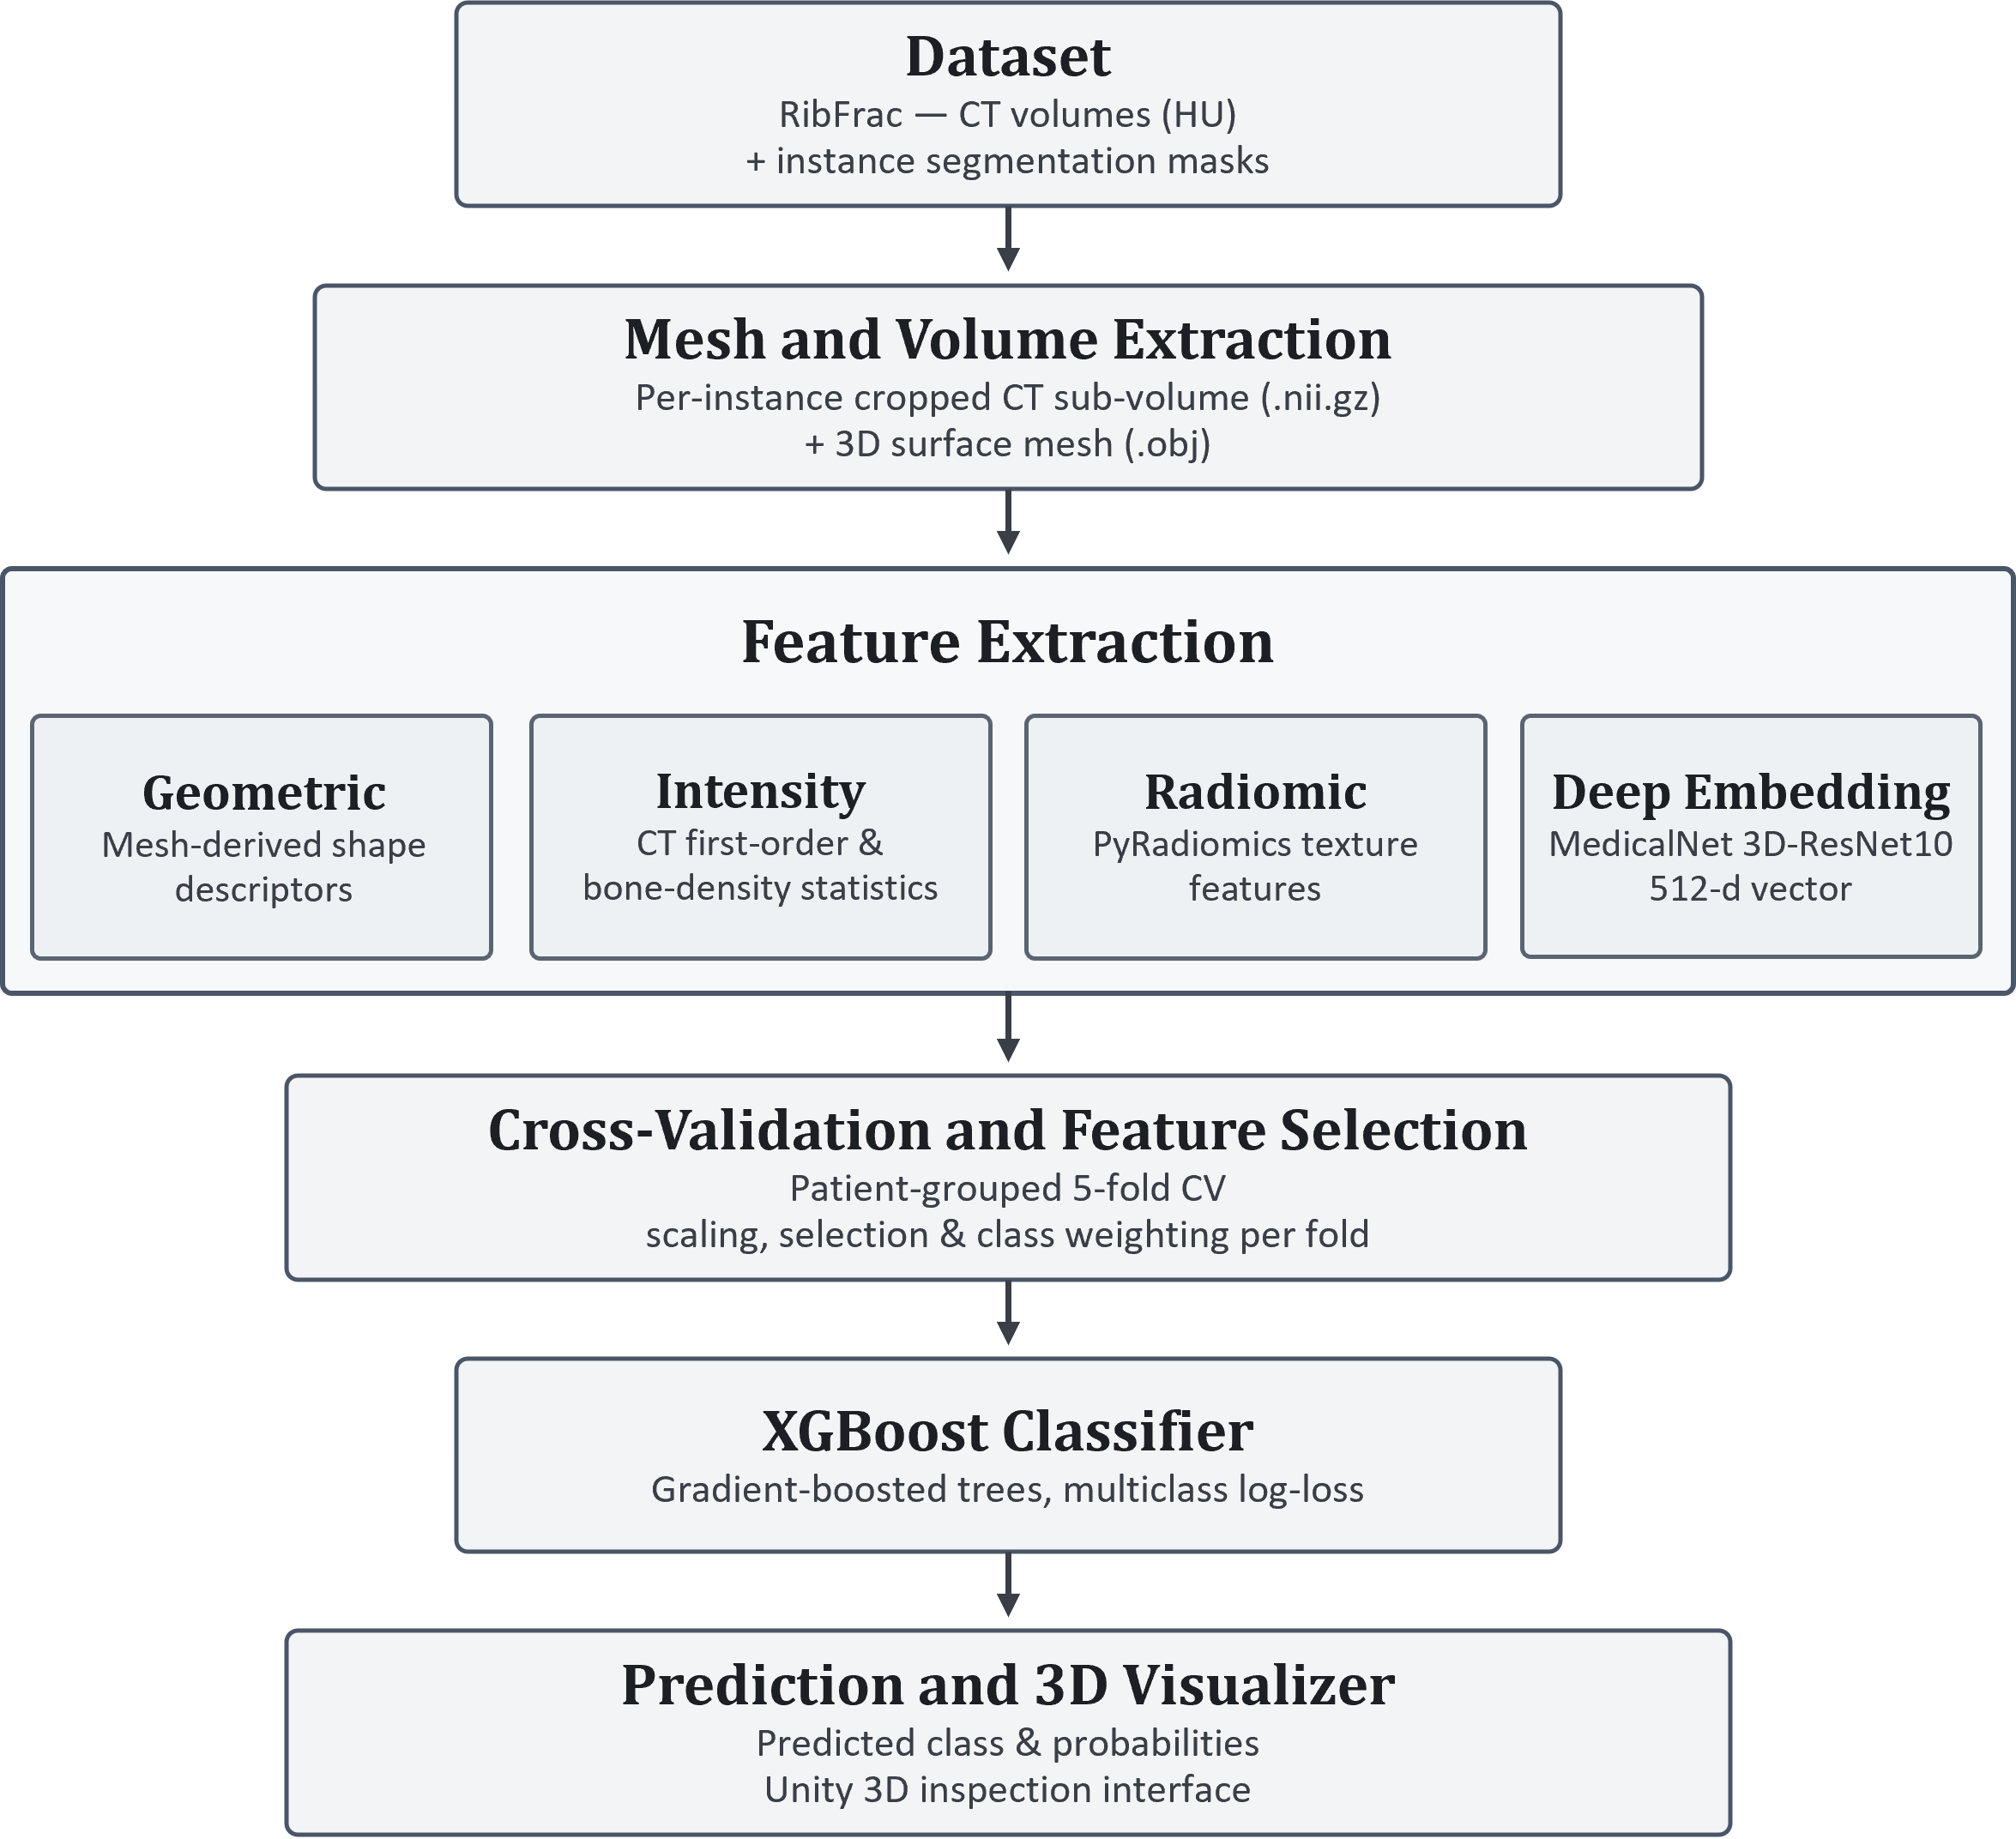 Dataset
RibFrac — CT volumes (HU)
+ instance segmentation masks
Mesh and Volume Extraction
Per-instance cropped CT sub-volume (.nii.gz)
+ 3D surface mesh (.obj)
Feature Extraction
Geometric
Mesh-derived shape
descriptors
Intensity
CT first-order &
bone-density statistics
Radiomic
PyRadiomics texture
features
Deep Embedding
MedicalNet 3D-ResNet10
512-d vector
Cross-Validation and Feature Selection
Patient-grouped 5-fold CV
scaling, selection & class weighting per fold
XGBoost Classifier
Gradient-boosted trees, multiclass log-loss
Prediction and 3D Visualizer
Predicted class & probabilities
Unity 3D inspection interface